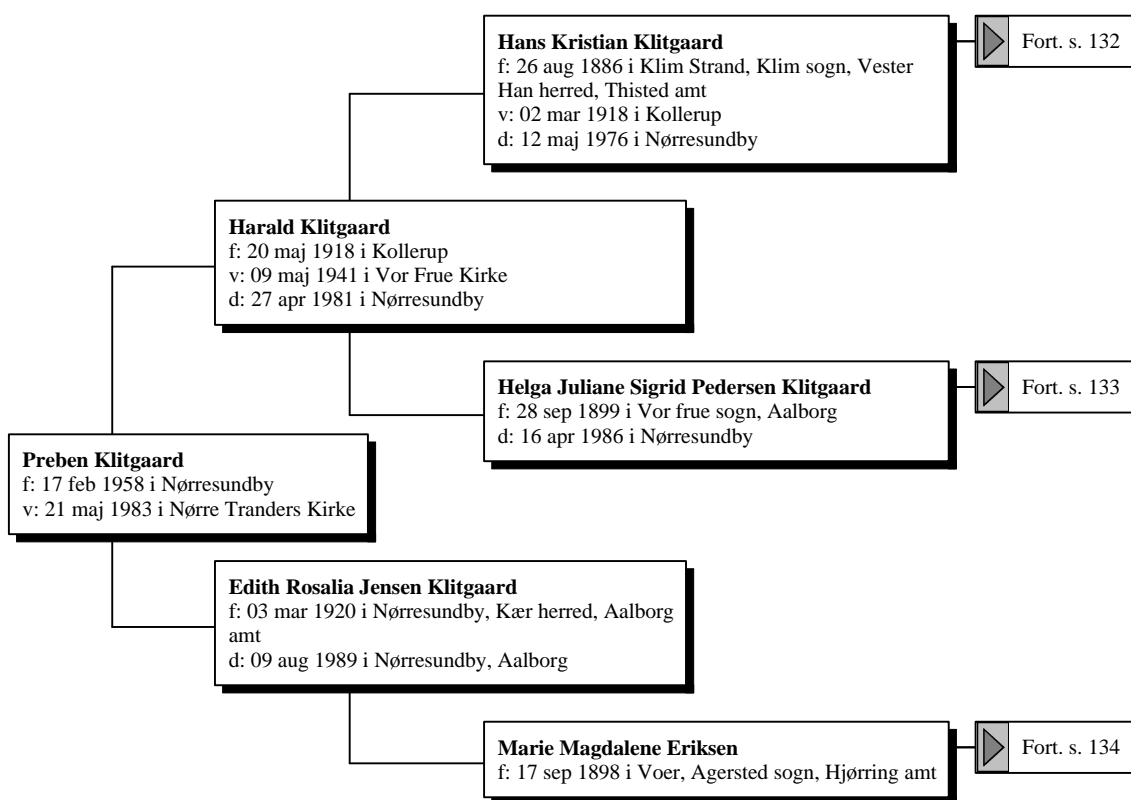 Hans Kristian Klitgaard
f: 26 aug 1886 i Klim Strand, Klim sogn, Vester
Han herred, Thisted amt
v: 02 mar 1918 i Kollerup
d: 12 maj 1976 i Nørresundby
Fort. s. 132
Harald Klitgaard
f: 20 maj 1918 i Kollerup
v: 09 maj 1941 i Vor Frue Kirke
d: 27 apr 1981 i Nørresundby
Helga Juliane Sigrid Pedersen Klitgaard
f: 28 sep 1899 i Vor frue sogn, Aalborg
d: 16 apr 1986 i Nørresundby
Fort. s. 133
Preben Klitgaard
f: 17 feb 1958 i Nørresundby
v: 21 maj 1983 i Nørre Tranders Kirke
Edith Rosalia Jensen Klitgaard
f: 03 mar 1920 i Nørresundby, Kær herred, Aalborg
amt
d: 09 aug 1989 i Nørresundby, Aalborg
Marie Magdalene Eriksen
f: 17 sep 1898 i Voer, Agersted sogn, Hjørring amt
Fort. s. 134